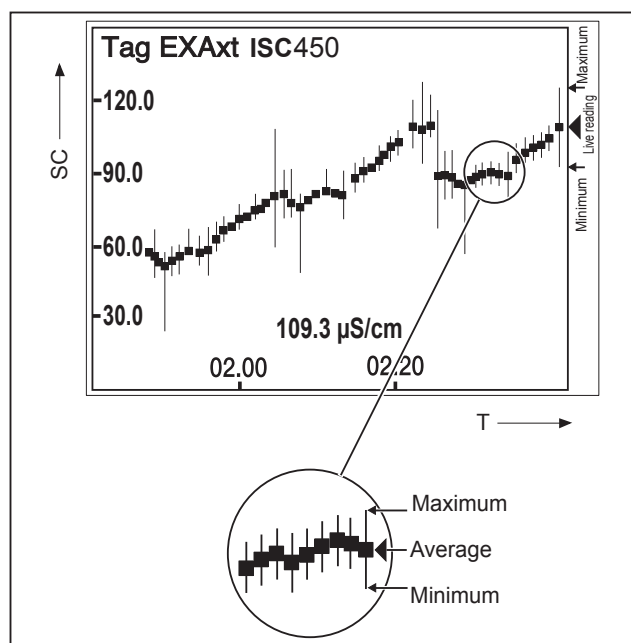 Tag EXAxt ISC450
120.0
90.0
60.0
30.0
SC
109.3 µS/cm
02.00
02.20
T
Maximum
Live reading
Minimum
Maximum
Average
Minimum